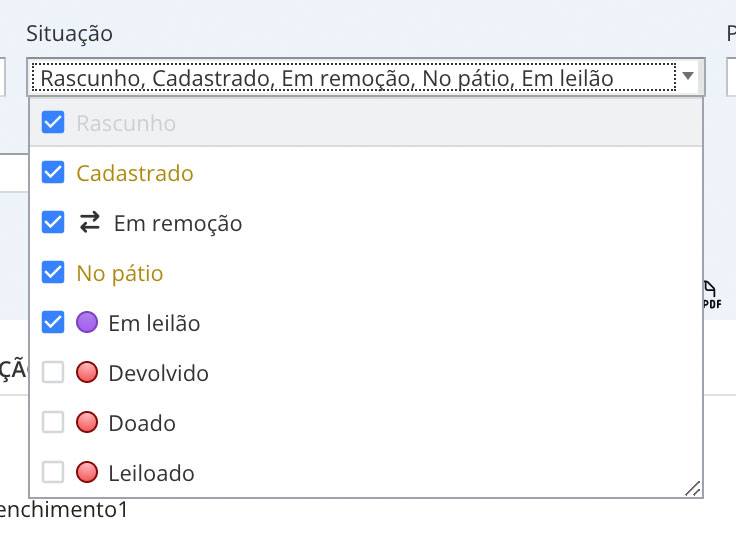 Situação
P
Rascunho, Cadastrado, Em remoção, No pátio, Em leilão
Rascunho
Cadastrado
Em remoção
No pátio
Em leilão
PDF
ÇÃ
Devolvido
Doado
Leiloado
enchimento1